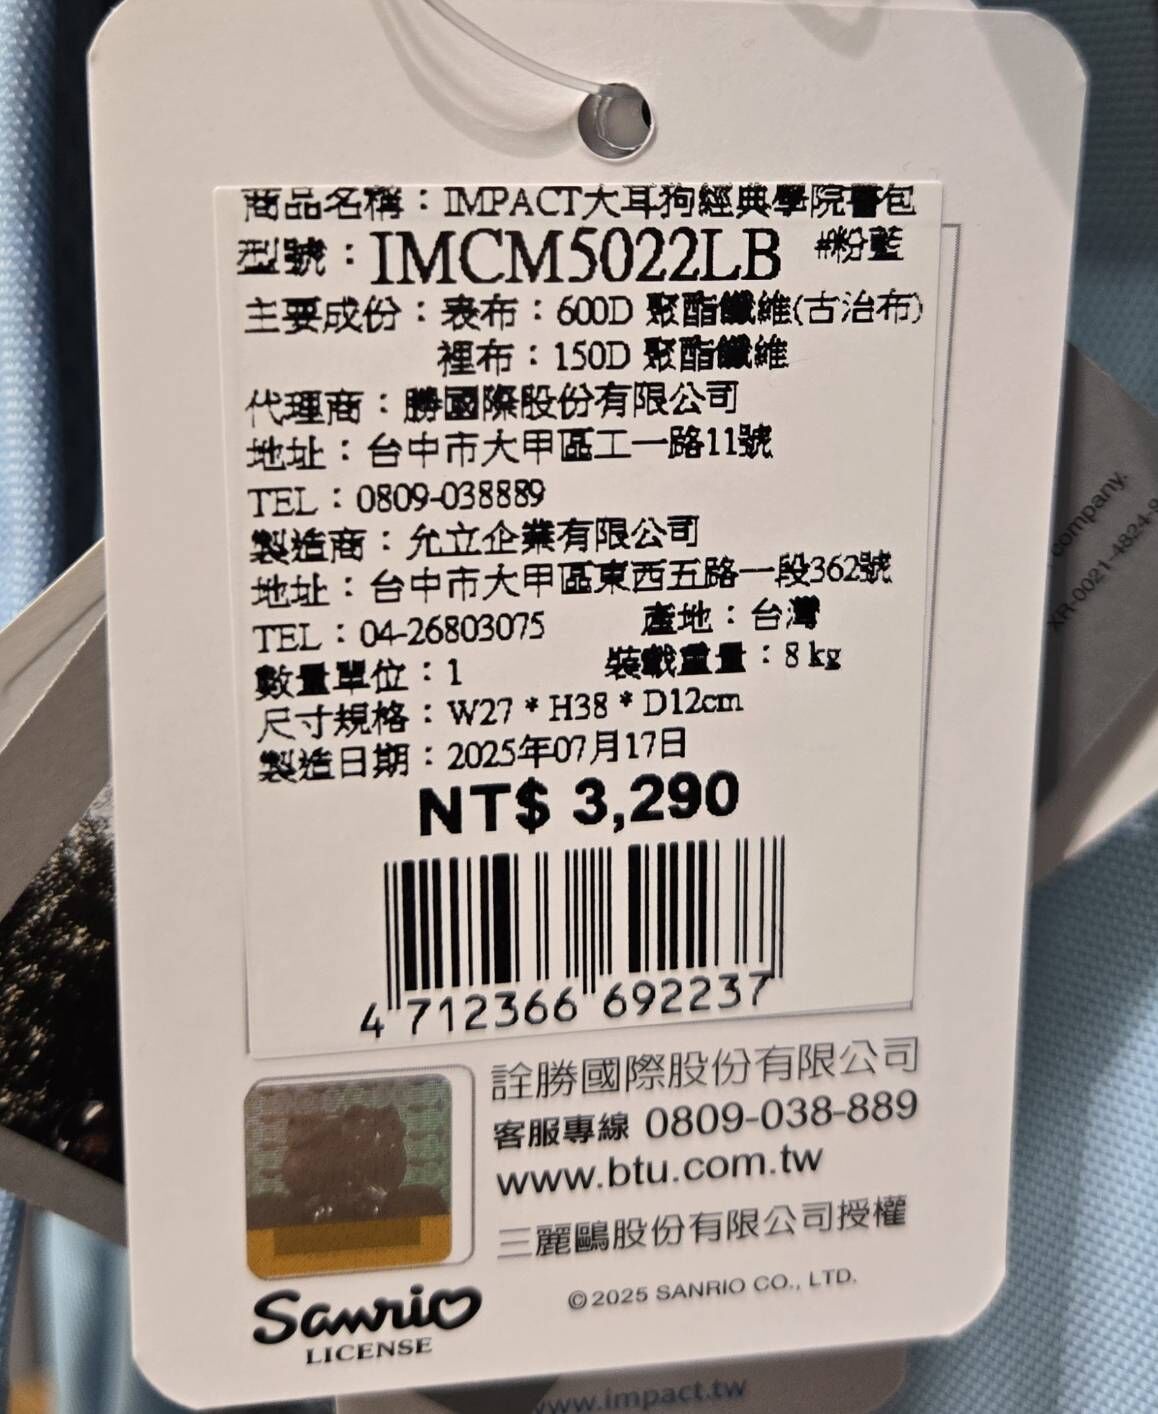 商品名稱：IMPACT大耳狗經典學院書包
型號：IMCM5022LB #粉藍
主要成份：表布：600D 聚酯纖維(古治布)
裡布：150D 聚酯纖維
代理商：勝國際股份有限公司
地址：台中市大甲區工一路11號
TEL：0809-038889
製造商：允立企業有限公司
地址：台中市大甲區東西五路一段362號
TEL：04-26803075 產地：台灣
數量單位：1 裝載重量：8 kg
尺寸規格：W27 * H38 * D12cm
製造日期：2025年07月17日
NT$ 3,290
4 712366 692237
詮勝國際股份有限公司
客服專線 0809-038-889
www.btu.com.tw
三麗鷗股份有限公司授權
Sanrio
LICENSE
©2025 SANRIO CO., LTD.
company.
XR-0021-4824-
www.impact.tw